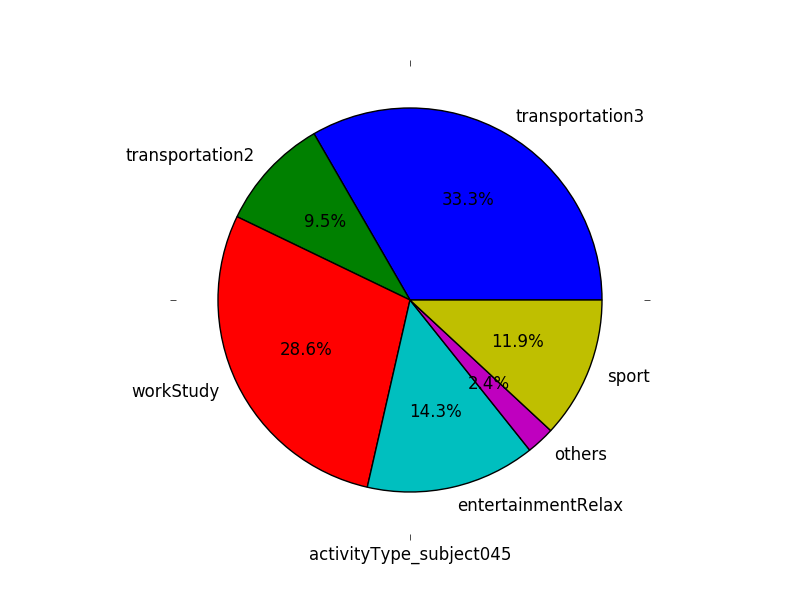 transportation3
transportation2
33.3%
9.5%
28.6%
11.9%
2.4%
14.3%
workStudy
sport
others
entertainmentRelax
activityType_subject045